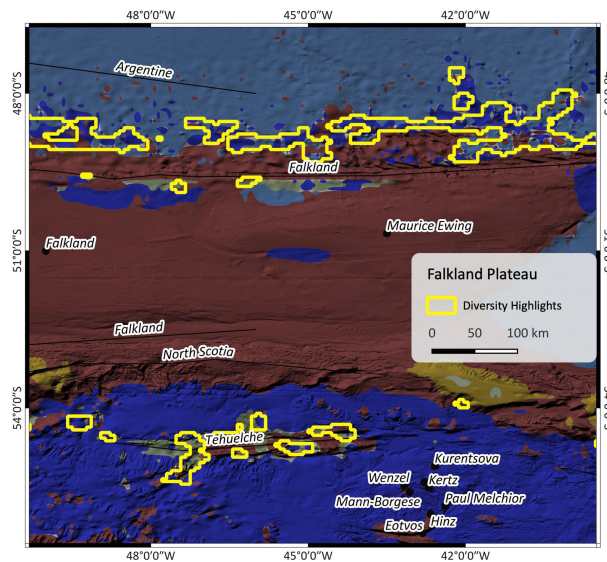 48°0'0"W 45°0'0"W 42°0'0"W
Argentine
48°0'0"S
Falkland
Maurice Ewing
51°0'0"S
Falkland
Falkland Plateau
Diversity Highlights
0 50 100 km
Falkland
North Scotia
54°0'0"S
Tehuelche
Kurentsova
Wenzel
Kertz
Mann-Borgese
Paul Melchior
Eotvos
Hinz
48°0'0"W 45°0'0"W 42°0'0"W